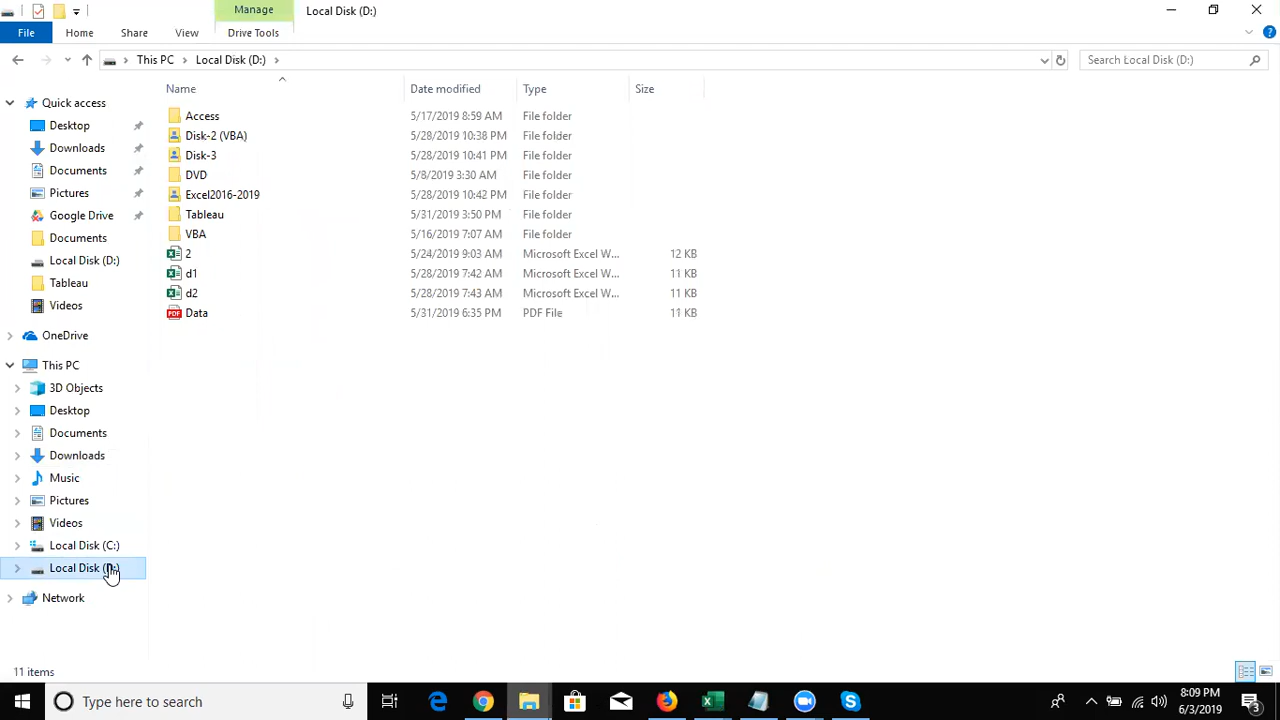 Manage
Local Disk (D:)
File
Home
Share
View
Drive Tools
This PC
Local Disk (D:)
Search Local Disk (D:)
Name
Date modified
Type
Size
Access 5/17/2019 8:59 AM File folder
Disk-2 (VBA) 5/28/2019 10:38 PM File folder
Disk-3 5/28/2019 10:41 PM File folder
DVD 5/8/2019 3:30 AM File folder
Excel2016-2019 5/28/2019 10:42 PM File folder
Tableau 5/31/2019 3:50 PM File folder
VBA 5/16/2019 7:07 AM File folder
2 5/24/2019 9:03 AM Microsoft Excel W... 12 KB
d1 5/28/2019 7:42 AM Microsoft Excel W... 11 KB
d2 5/28/2019 7:43 AM Microsoft Excel W... 11 KB
PDF Data 5/31/2019 6:35 PM PDF File 11 KB
Quick access
Desktop
Downloads
Documents
Pictures
Google Drive
Documents
Local Disk (D:)
Tableau
Videos
OneDrive
This PC
3D Objects
Desktop
Documents
Downloads
Music
Pictures
Videos
Local Disk (C:)
Local Disk (D:)
Network
11 items
Type here to search
8:09 PM
6/3/2019
3